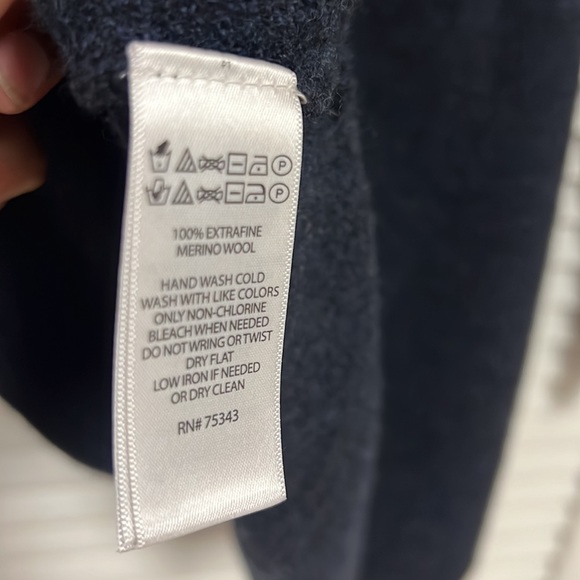 P
P
100% EXTRAFINE
MERINO WOOL
HAND WASH COLD
WASH WITH LIKE COLORS
ONLY NON-CHLORINE
BLEACH WHEN NEEDED
DO NOT WRING OR TWIST
DRY FLAT
LOW IRON IF NEEDED
OR DRY CLEAN
RN# 75343